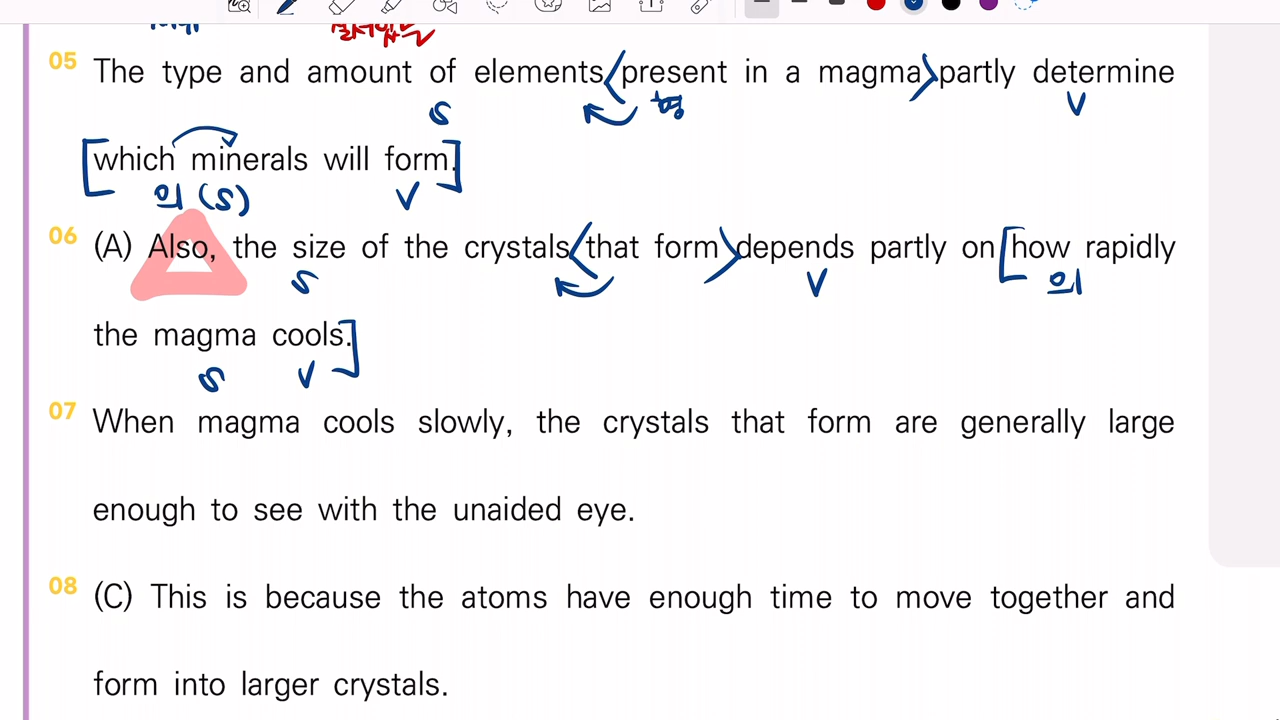 05 The type and amount of elements〈present in a magma〉partly determine
S 형 V
[which minerals will form.]
의 (S) V
06 (A) Also, the size of the crystals〈that form〉depends partly on [how rapidly
S V 의
the magma cools.]
S V
07 When magma cools slowly, the crystals that form are generally large
enough to see with the unaided eye.
08 (C) This is because the atoms have enough time to move together and
form into larger crystals.